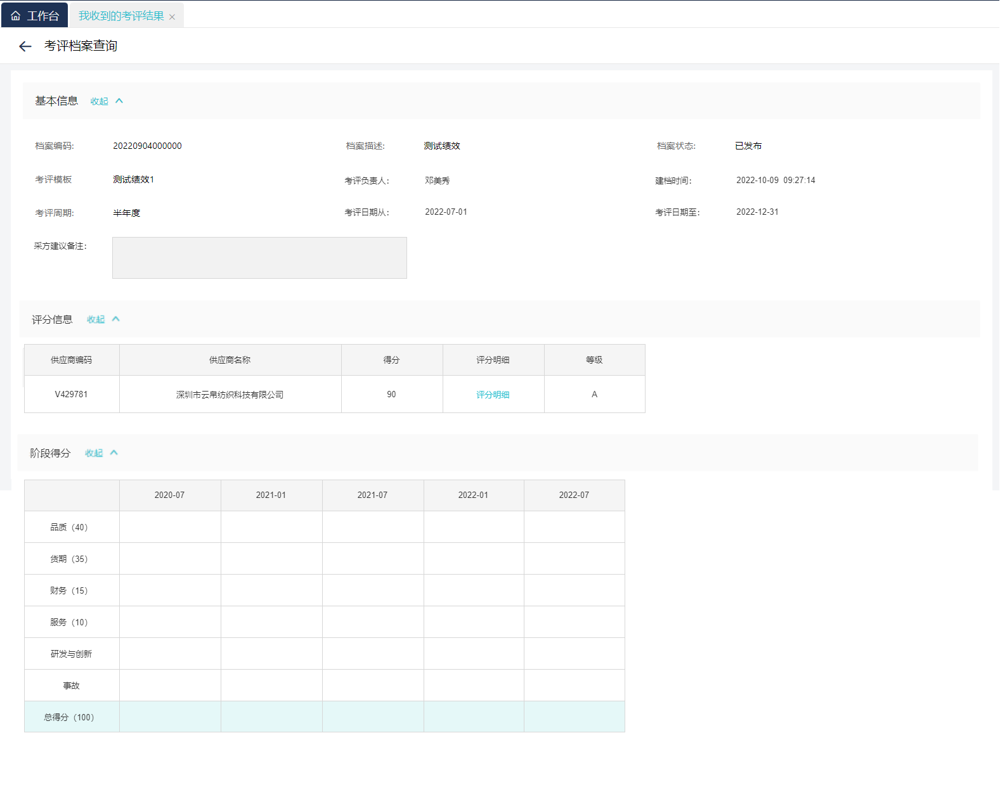 工作台 我收到的考评结果 ×
考评档案查询
基本信息 收起
档案编码: 20220904000000 档案描述: 测试绩效 档案状态: 已发布
考评模板 测试绩效1 考评负责人: 邓美秀 建档时间: 2022-10-09 09:27:14
考评周期: 半年度 考评日期从: 2022-07-01 考评日期至: 2022-12-31
采方建议备注:
评分信息 收起
供应商编码 供应商名称 得分 评分明细 等级
V429781 深圳市云帛纺织科技有限公司 90 评分明细 A
阶段得分 收起
2020-07 2021-01 2021-07 2022-01 2022-07
品质（40）
货期（35）
财务（15）
服务（10）
研发与创新
事故
总得分（100）